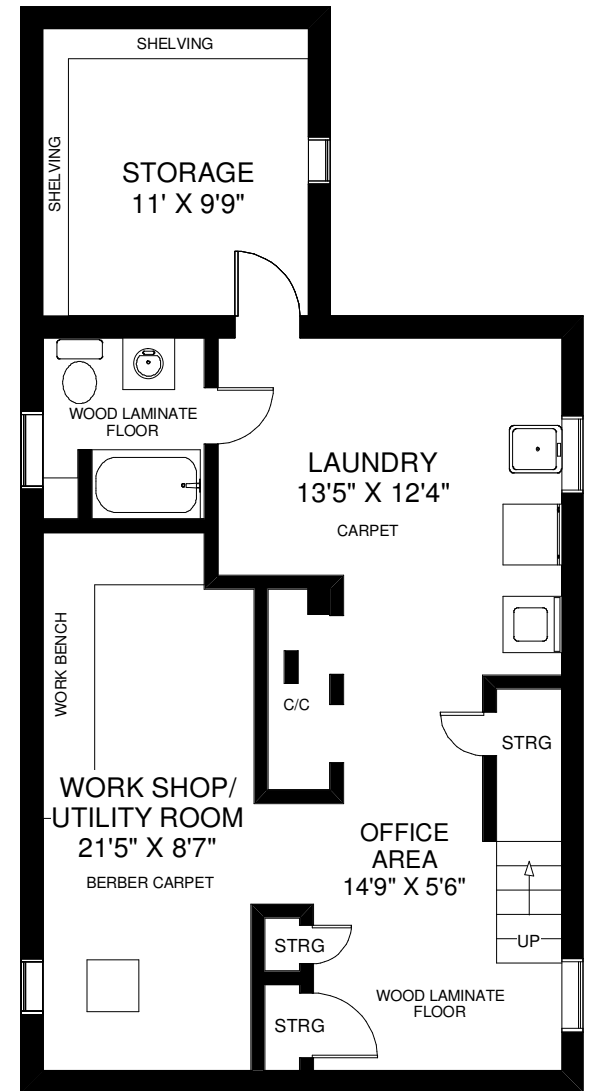 SHELVING
SHELVING
STORAGE
11' X 9'9"
WOOD LAMINATE
FLOOR
LAUNDRY
13'5" X 12'4"
CARPET
WORK BENCH
C/C
STRG
WORK SHOP/
UTILITY ROOM
21'5" X 8'7"
BERBER CARPET
OFFICE
AREA
14'9" X 5'6"
UP
STRG
STRG
WOOD LAMINATE
FLOOR